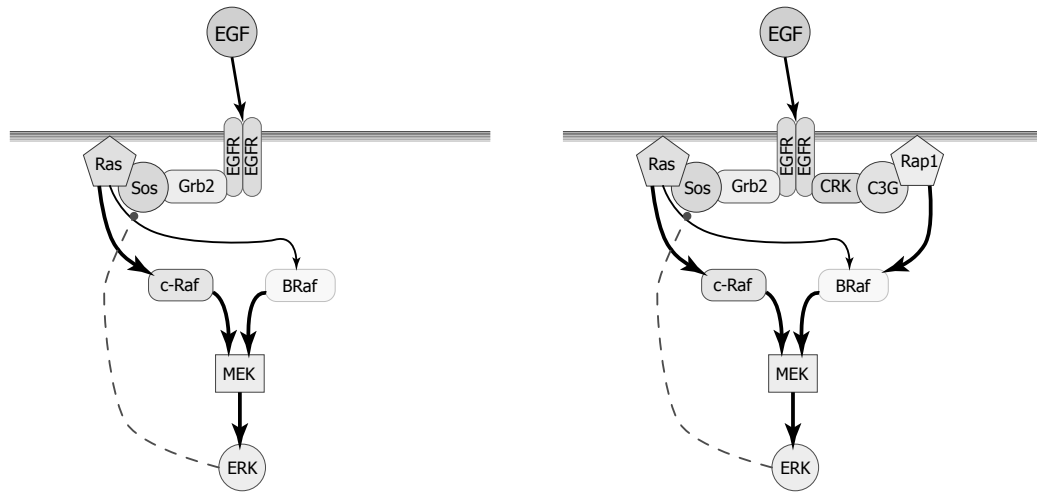 EGF
EGFR
EGFR
Ras
Sos
Grb2
c-Raf
BRaf
MEK
ERK
EGF
EGFR
EGFR
Ras
Sos
Grb2
CRK
C3G
Rap1
c-Raf
BRaf
MEK
ERK